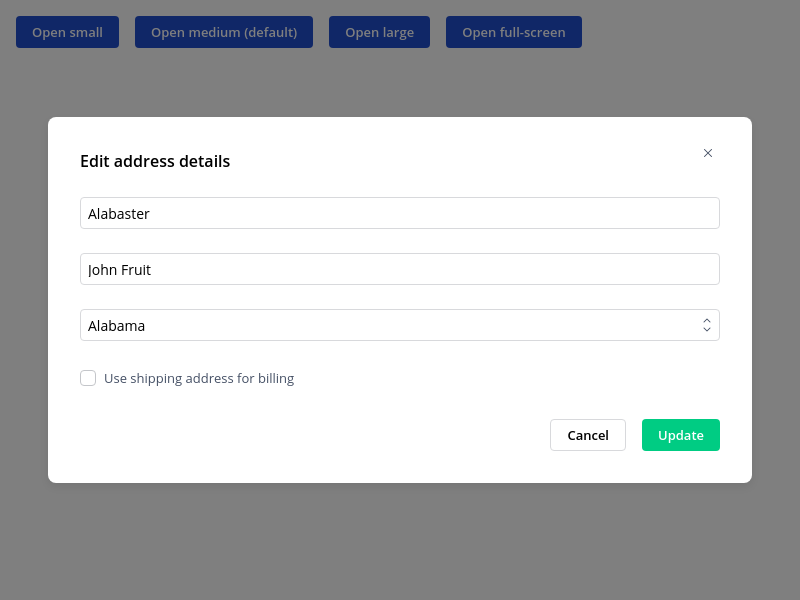 Open small Open medium (default) Open large Open full-screen
Edit address details
Alabaster
John Fruit
Alabama
Use shipping address for billing
Cancel Update